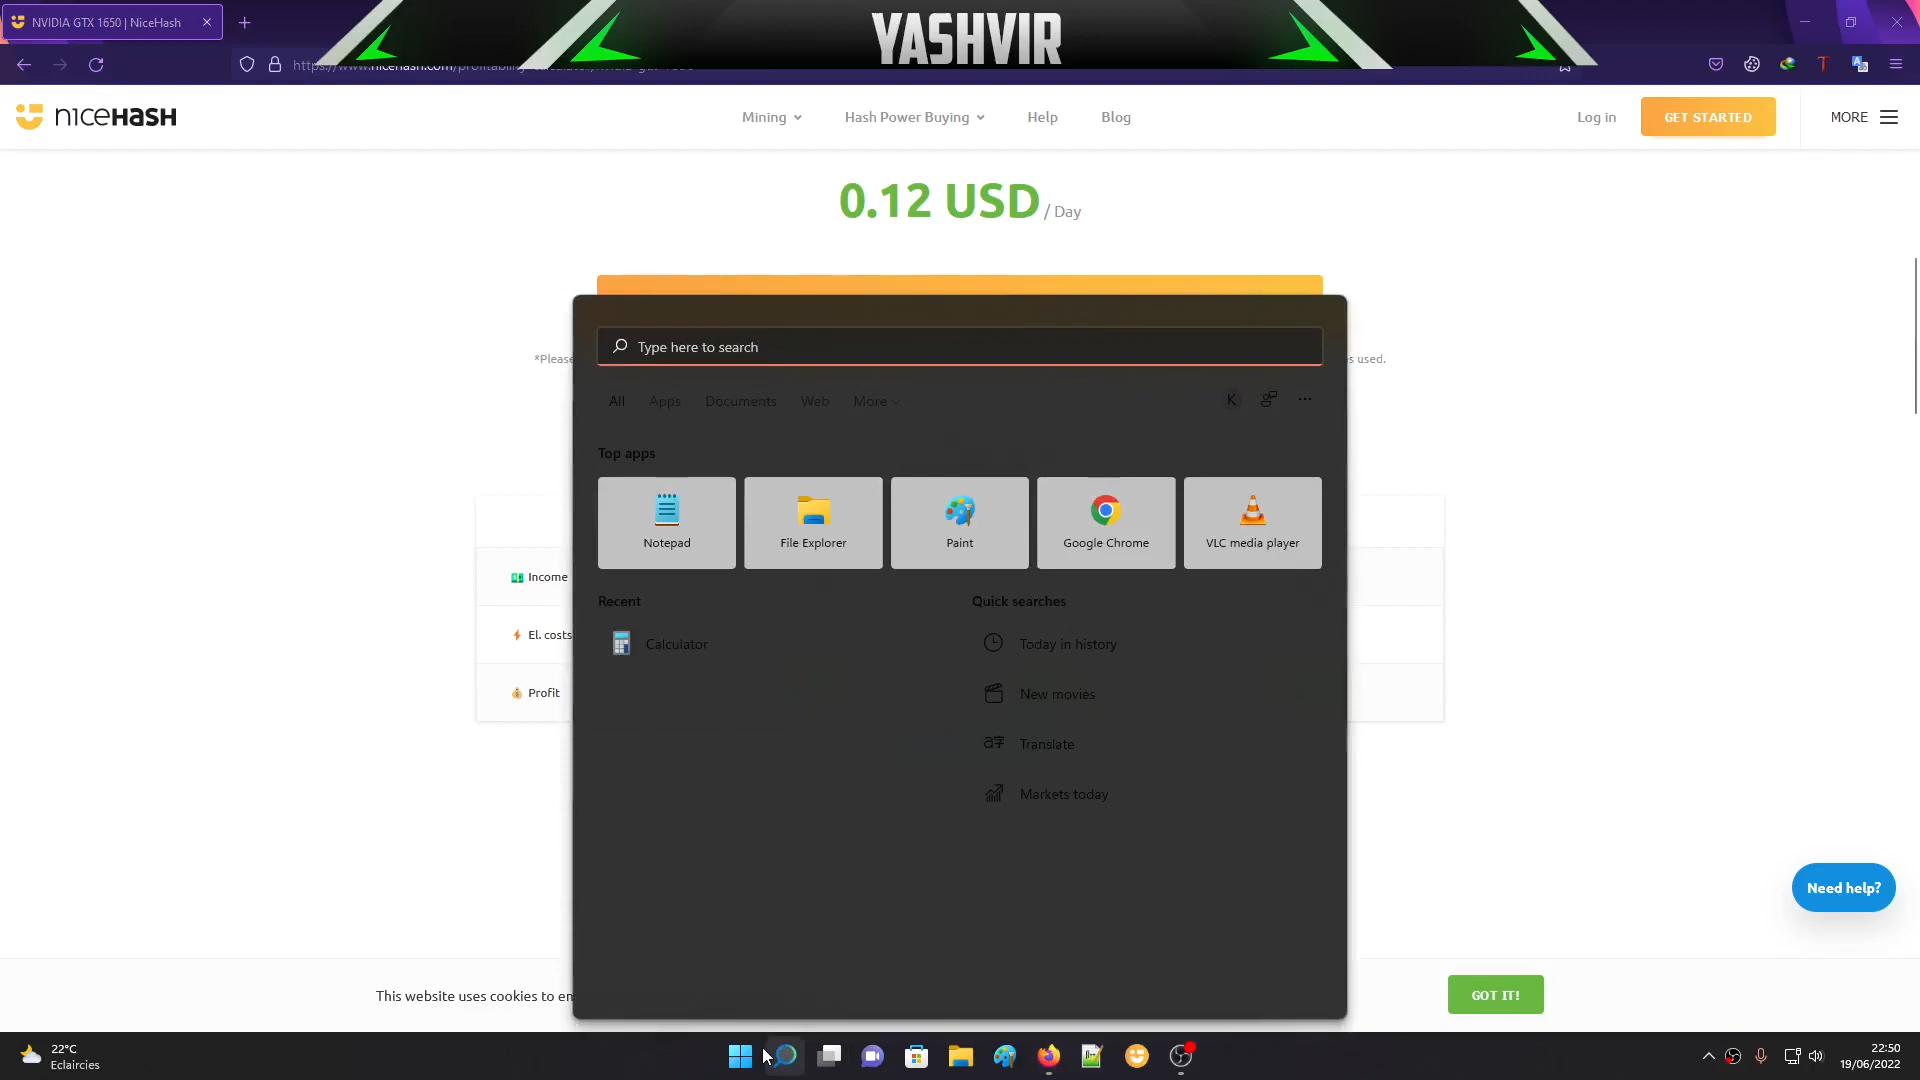 NVIDIA GTX 1650 | NiceHash
YASHVIR
niceHASH
Mining
Hash Power Buying
Help
Blog
Log in
GET STARTED
MORE
0.12 USD / Day
*Please
s used.
Type here to search
All
Apps
Documents
Web
More
K
Top apps
Notepad
File Explorer
Paint
Google Chrome
VLC media player
Recent
Quick searches
Calculator
Today in history
New movies
Translate
Markets today
Income
El. costs
Profit
Need help?
This website uses cookies to en
GOT IT!
22°C
Eclaircies
22:50
19/06/2022